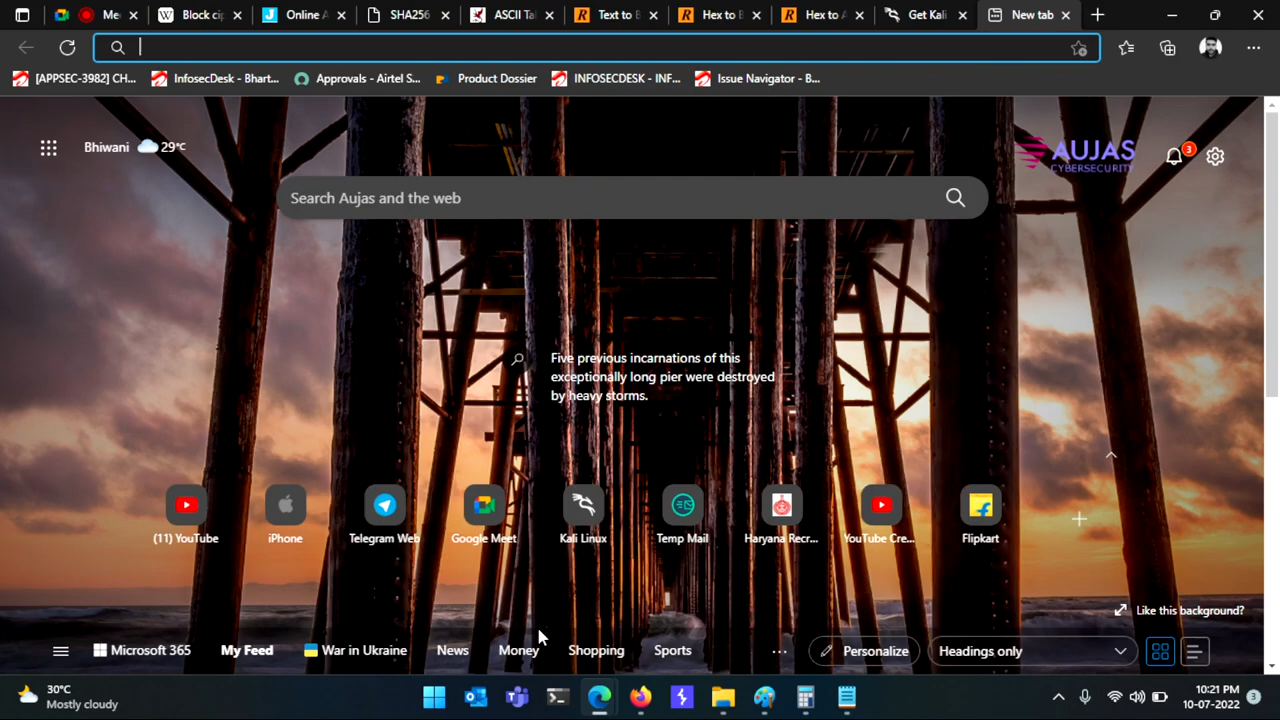 Me
Block ci
Online A
SHA256
ASCII Ta
Text to B
Hex to B
Hex to A
Get Kali
New tab
[APPSEC-3982] CH...
InfosecDesk - Bhart...
Approvals - Airtel S...
Product Dossier
INFOSECDESK - INF...
Issue Navigator - B...
Bhiwani 29°C
AUJAS
CYBERSECURITY
3
Search Aujas and the web
Five previous incarnations of this
exceptionally long pier were destroyed
by heavy storms.
(11) YouTube
iPhone
Telegram Web
Google Meet
Kali Linux
Temp Mail
Haryana Recr...
YouTube Cre...
Flipkart
Like this background?
Microsoft 365
My Feed
War in Ukraine
News
Money
Shopping
Sports
Personalize
Headings only
30°C
Mostly cloudy
10:21 PM
10-07-2022
3